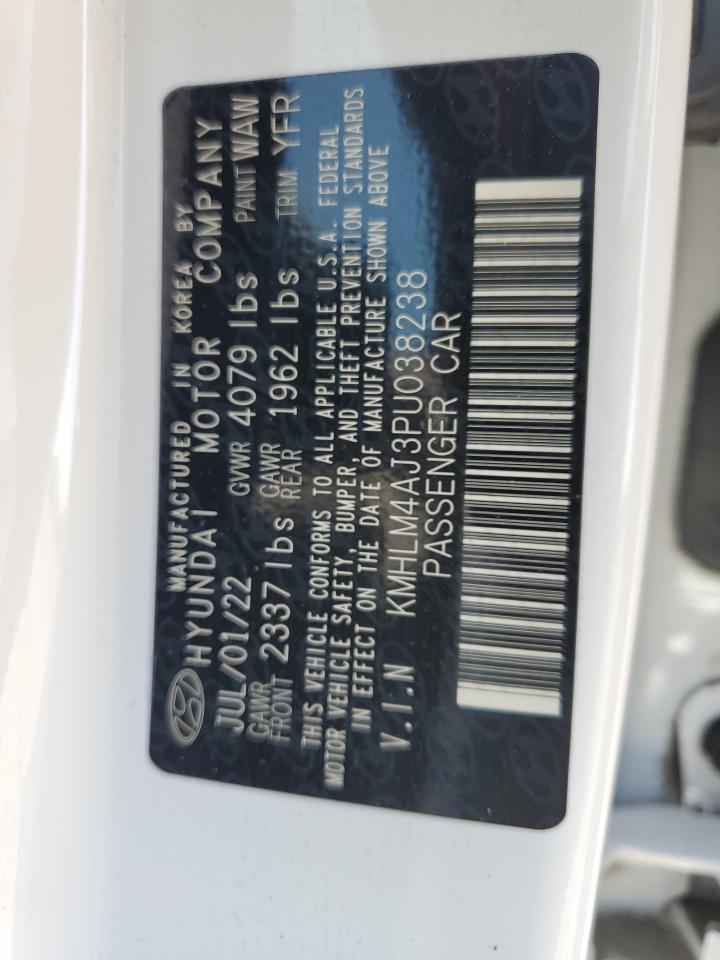 MANUFACTURED IN KOREA BY
HYUNDAI MOTOR COMPANY
JUL/01/22 GVWR 4079 lbs PAINT WAW
GAWR FRONT 2337 lbs GAWR REAR 1962 lbs TRIM YFR
THIS VEHICLE CONFORMS TO ALL APPLICABLE U.S.A. FEDERAL
MOTOR VEHICLE SAFETY, BUMPER, AND THEFT PREVENTION STANDARDS
IN EFFECT ON THE DATE OF MANUFACTURE SHOWN ABOVE
V.I.N KMHLM4AJ3PU038238
PASSENGER CAR